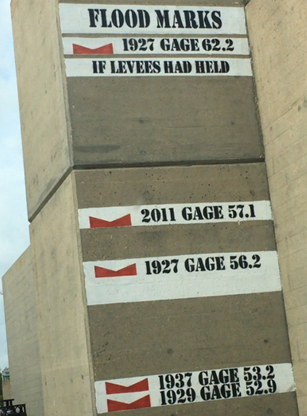 FLOOD MARKS
1927 GAGE 62.2
IF LEVEES HAD HELD
2011 GAGE 57.1
1927 GAGE 56.2
1937 GAGE 53.2
1929 GAGE 52.9